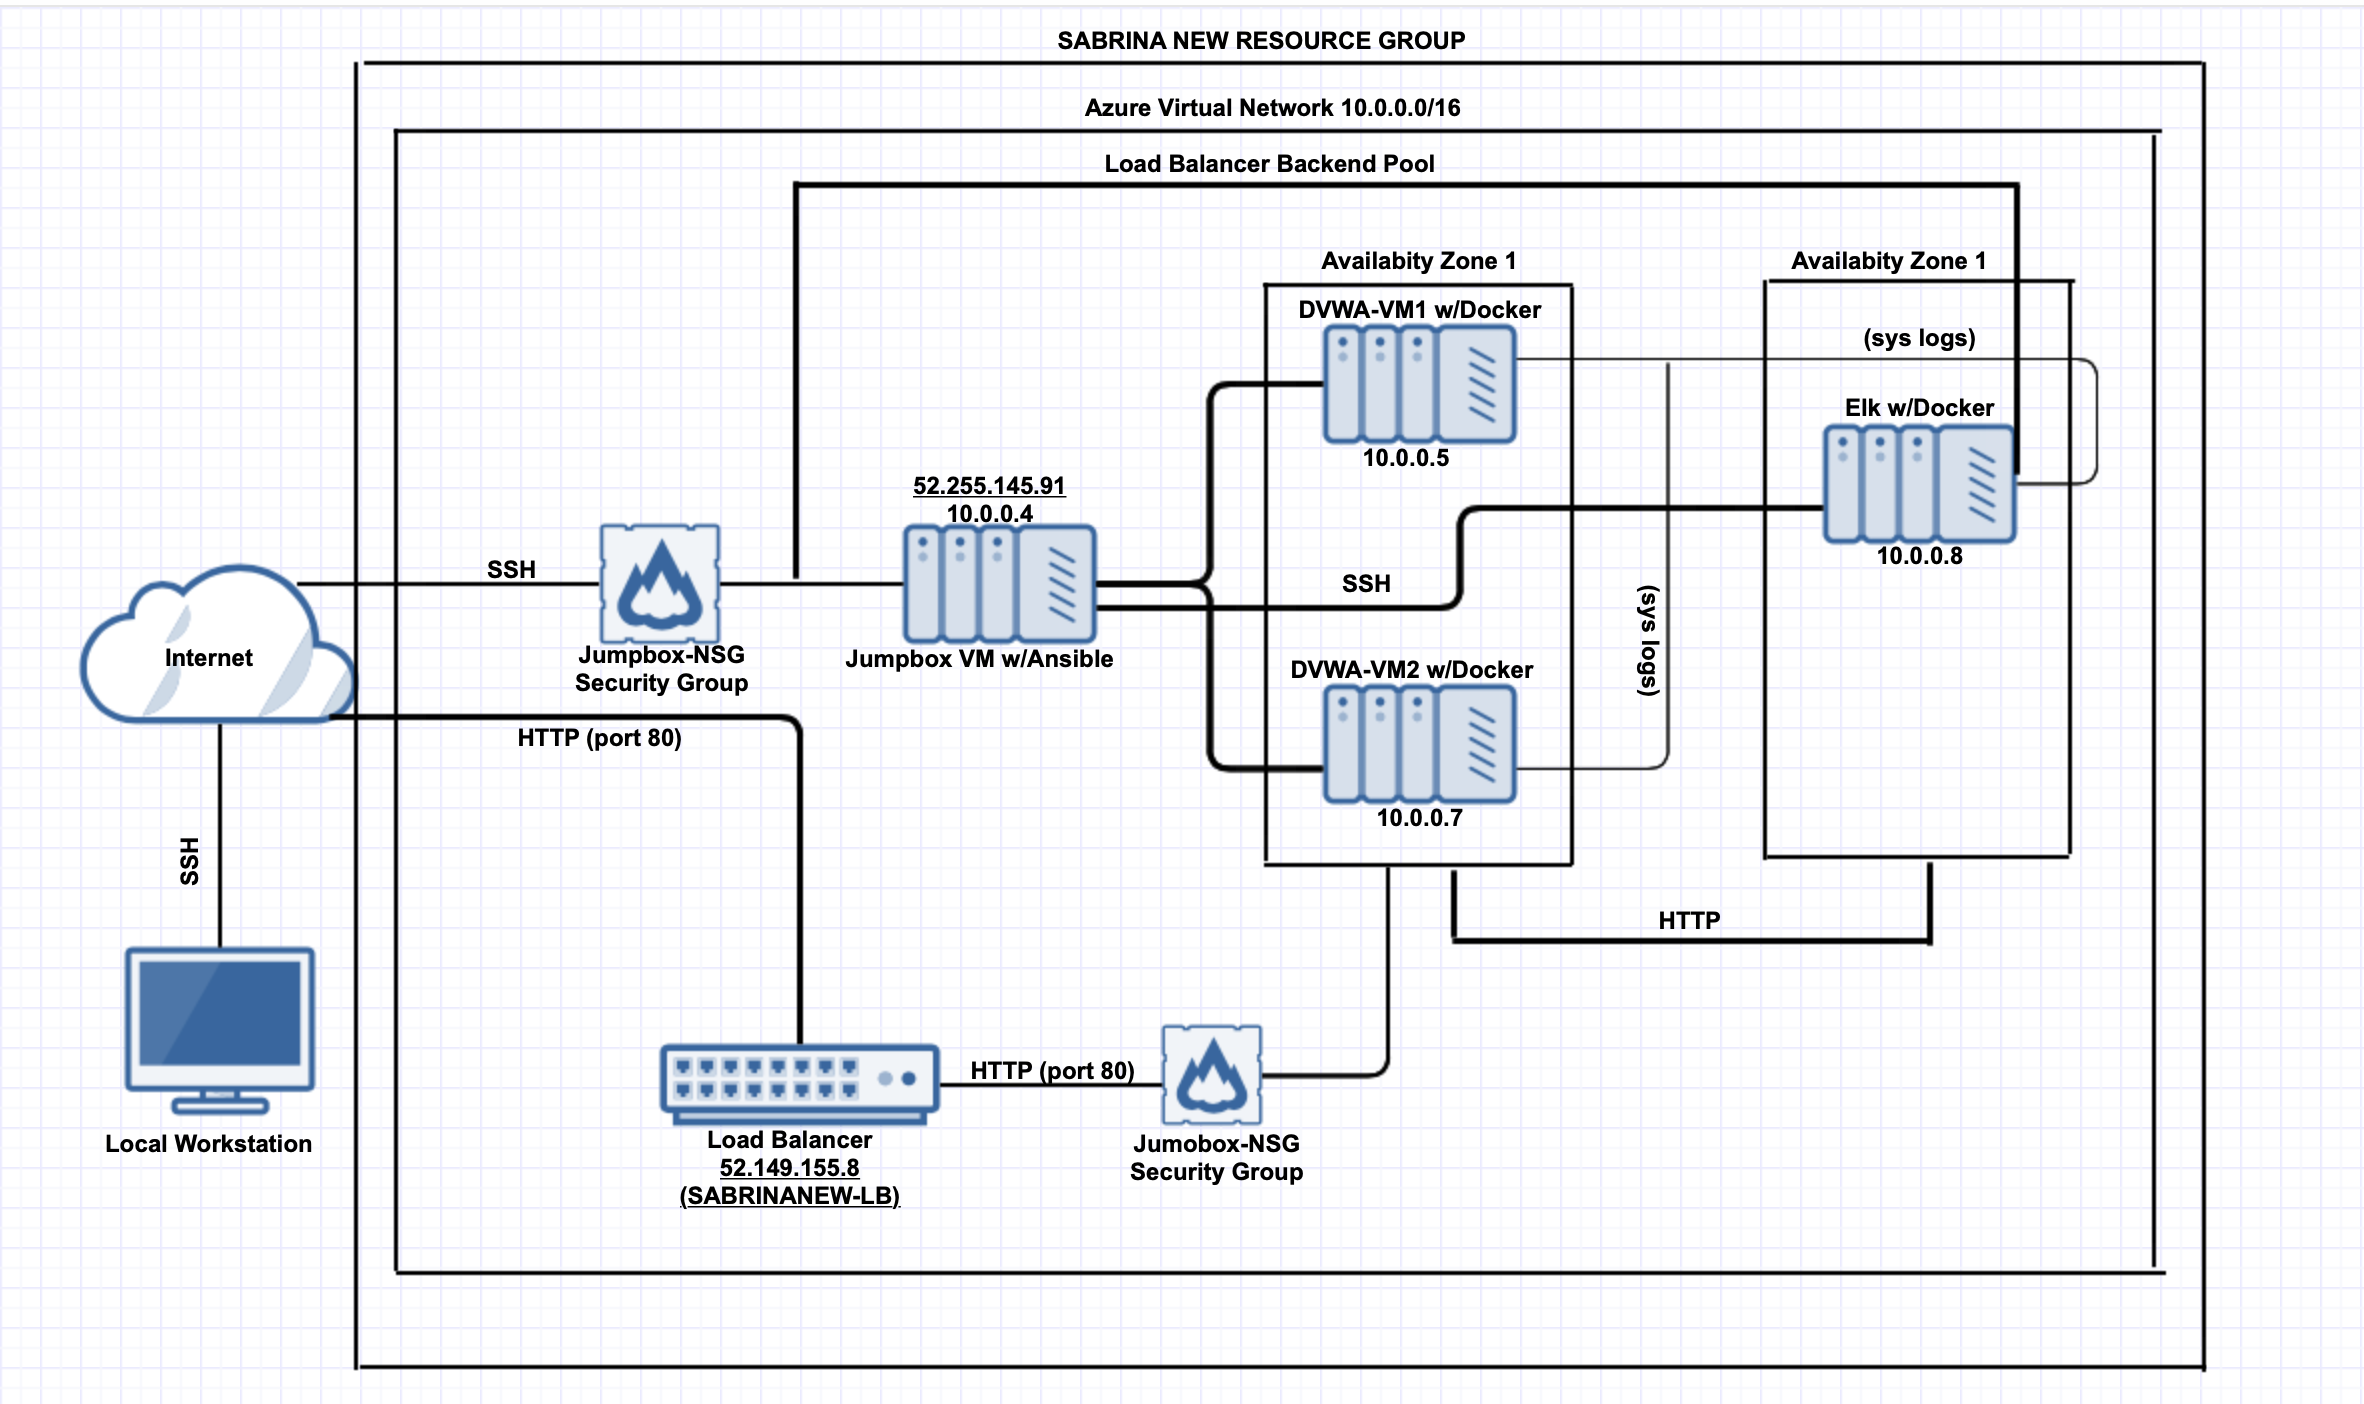 SABRINA NEW RESOURCE GROUP
Azure Virtual Network 10.0.0.0/16
Load Balancer Backend Pool
Availabity Zone 1
Availabity Zone 1
DVWA-VM1 w/Docker
(sys logs)
Elk w/Docker
10.0.0.5
52.255.145.91
10.0.0.4
10.0.0.8
SSH
SSH
(sys logs)
Internet
Jumpbox-NSG
Security Group
Jumpbox VM w/Ansible
DVWA-VM2 w/Docker
HTTP (port 80)
10.0.0.7
SSH
HTTP
HTTP (port 80)
Local Workstation
Load Balancer
52.149.155.8
(SABRINANEW-LB)
Jumobox-NSG
Security Group